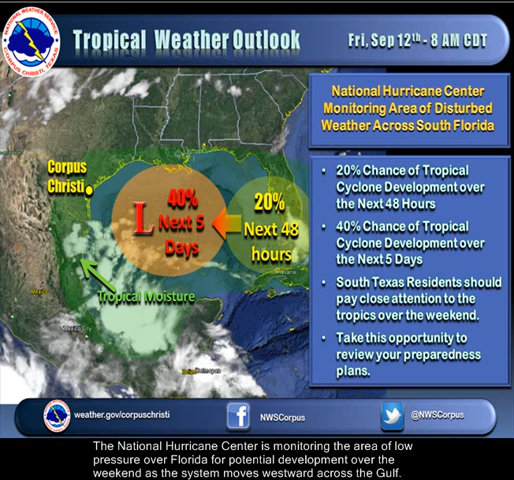 Tropical Weather Outlook
Fri, Sep 12th - 8 AM CDT
NATIONAL WEATHER SERVICE
CORPUS CHRISTI, TEXAS
National Hurricane Center
Monitoring Area of Disturbed
Weather Across South Florida
Corpus
Christi
L
40%
Next 5
Days
20%
Next 48
hours
Tropical Moisture
• 20% Chance of Tropical
Cyclone Development over
the Next 48 Hours
• 40% Chance of Tropical
Cyclone Development over
the Next 5 Days
• South Texas Residents should
pay close attention to the
tropics over the weekend.
• Take this opportunity to
review your preparedness
plans.
weather.gov/corpuschristi
NWSCorpus
@NWSCorpus
The National Hurricane Center is monitoring the area of low
pressure over Florida for potential development over the
weekend as the system moves westward across the Gulf.